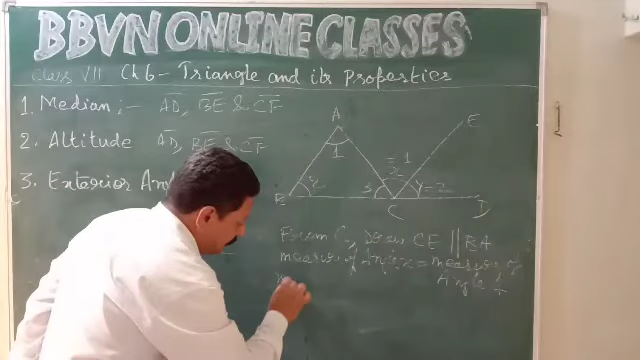 BBVN ONLINE CLASSES
Class VII Ch 6 - Triangle and its Properties
1. Median :- AD, BE & CF
2. Altitude AD, BE & CF
3. Exterior Ang
A
E
1
1
2
3
B
C
D
From C, Draw CE || BA
measure of Angle x = measure of
Angle 1